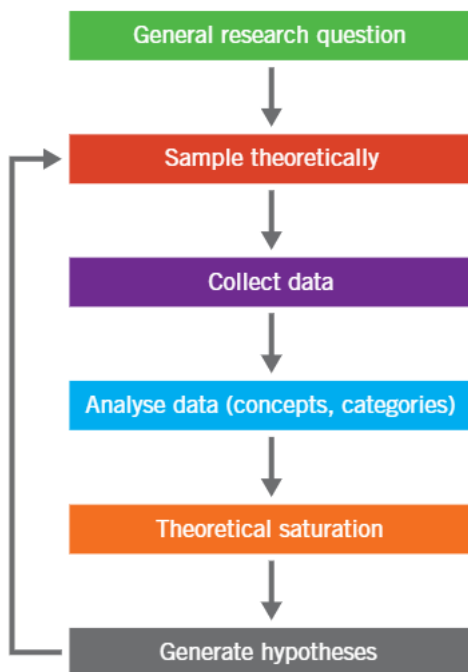 General research question
Sample theoretically
Collect data
Analyse data (concepts, categories)
Theoretical saturation
Generate hypotheses